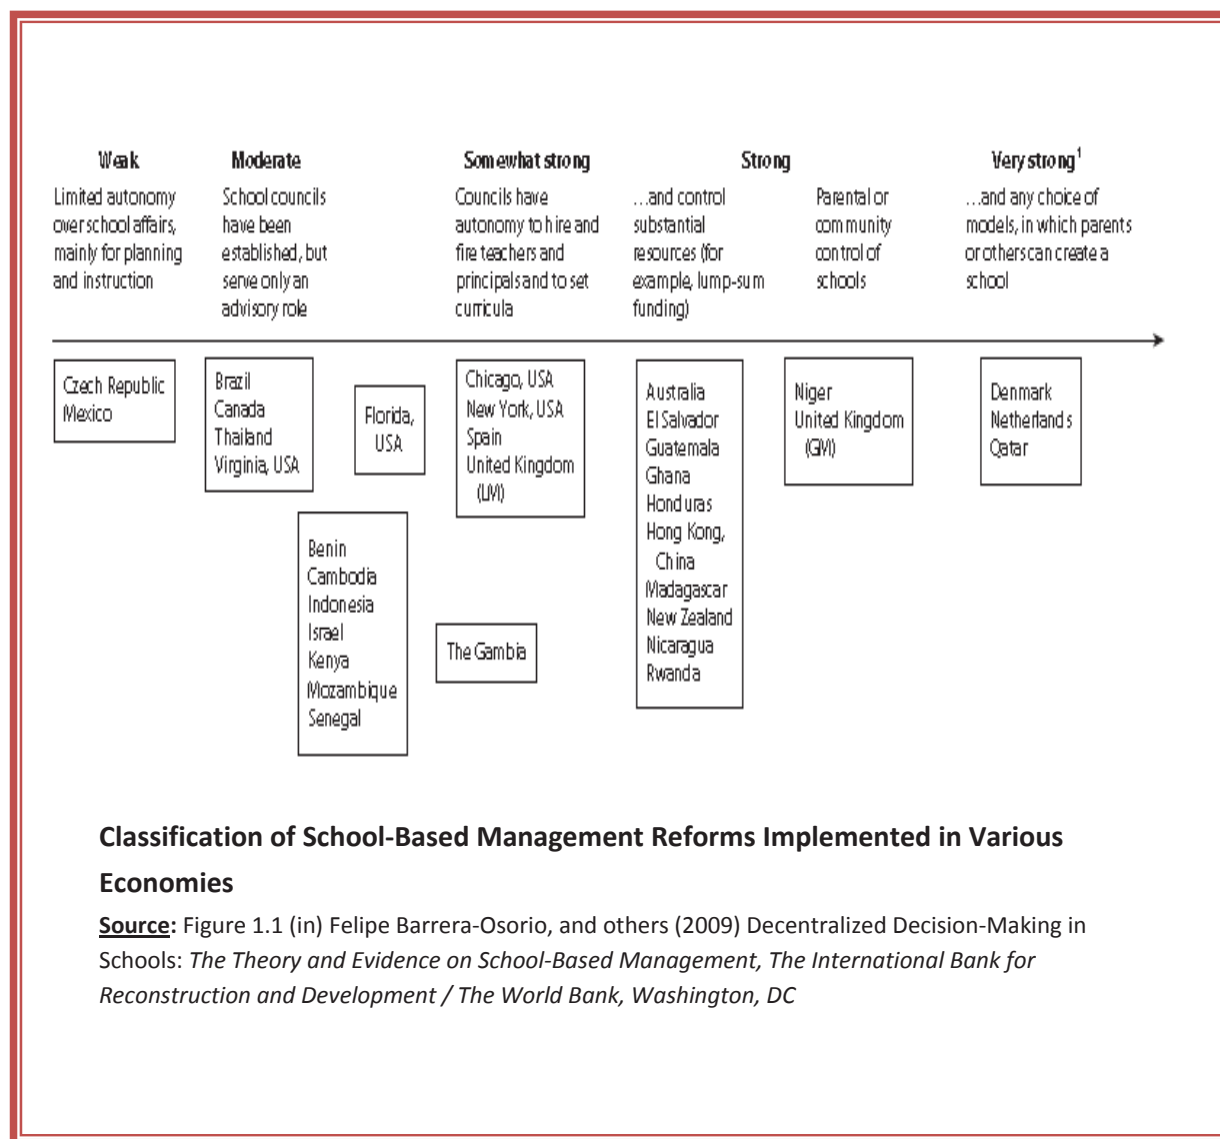 Weak
Limited autonomy
over school affairs,
mainly for planning
and instruction
Moderate
School councils
have been
established, but
serve only an
advisory role
Somewhat strong
Councils have
autonomy to hire and
fire teachers and
principals and to set
curricula
Strong
...and control
substantial
resources (for
example, lump-sum
funding)
Parental or
community
control of
schools
Very strong¹
...and any choice of
models, in which parents
or others can create a
school
Czech Republic
Mexico
Brazil
Canada
Thailand
Virginia, USA
Florida,
USA
Chicago, USA
New York, USA
Spain
United Kingdom
(LM)
Australia
El Salvador
Guatemala
Ghana
Honduras
Hong Kong,
China
Madagascar
New Zealand
Nicaragua
Rwanda
Niger
United Kingdom
(GM)
Denmark
Netherlands
Qatar
Benin
Cambodia
Indonesia
Israel
Kenya
Mozambique
Senegal
The Gambia
Classification of School-Based Management Reforms Implemented in Various
Economies
Source: Figure 1.1 (in) Felipe Barrera-Osorio, and others (2009) Decentralized Decision-Making in
Schools: The Theory and Evidence on School-Based Management, The International Bank for
Reconstruction and Development / The World Bank, Washington, DC